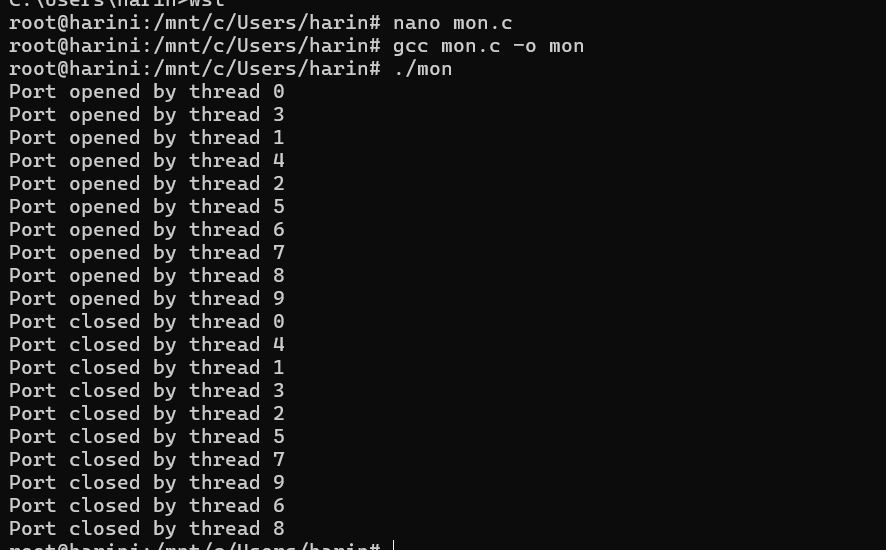 C:\Users\harin>wsl
root@harini:/mnt/c/Users/harin# nano mon.c
root@harini:/mnt/c/Users/harin# gcc mon.c -o mon
root@harini:/mnt/c/Users/harin# ./mon
Port opened by thread 0
Port opened by thread 3
Port opened by thread 1
Port opened by thread 4
Port opened by thread 2
Port opened by thread 5
Port opened by thread 6
Port opened by thread 7
Port opened by thread 8
Port opened by thread 9
Port closed by thread 0
Port closed by thread 4
Port closed by thread 1
Port closed by thread 3
Port closed by thread 2
Port closed by thread 5
Port closed by thread 7
Port closed by thread 9
Port closed by thread 6
Port closed by thread 8
root@harini:/mnt/c/Users/harin#